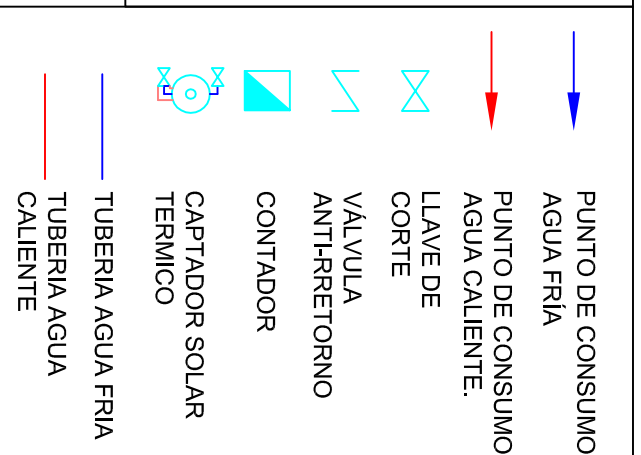 PUNTO DE CONSUMO
AGUA FRÍA
PUNTO DE CONSUMO
AGUA CALIENTE.
LLAVE DE
CORTE
VÁLVULA
ANTI-RRETORNO
CONTADOR
CAPTADOR SOLAR
TERMICO
TUBERIA AGUA FRIA
TUBERIA AGUA
CALIENTE